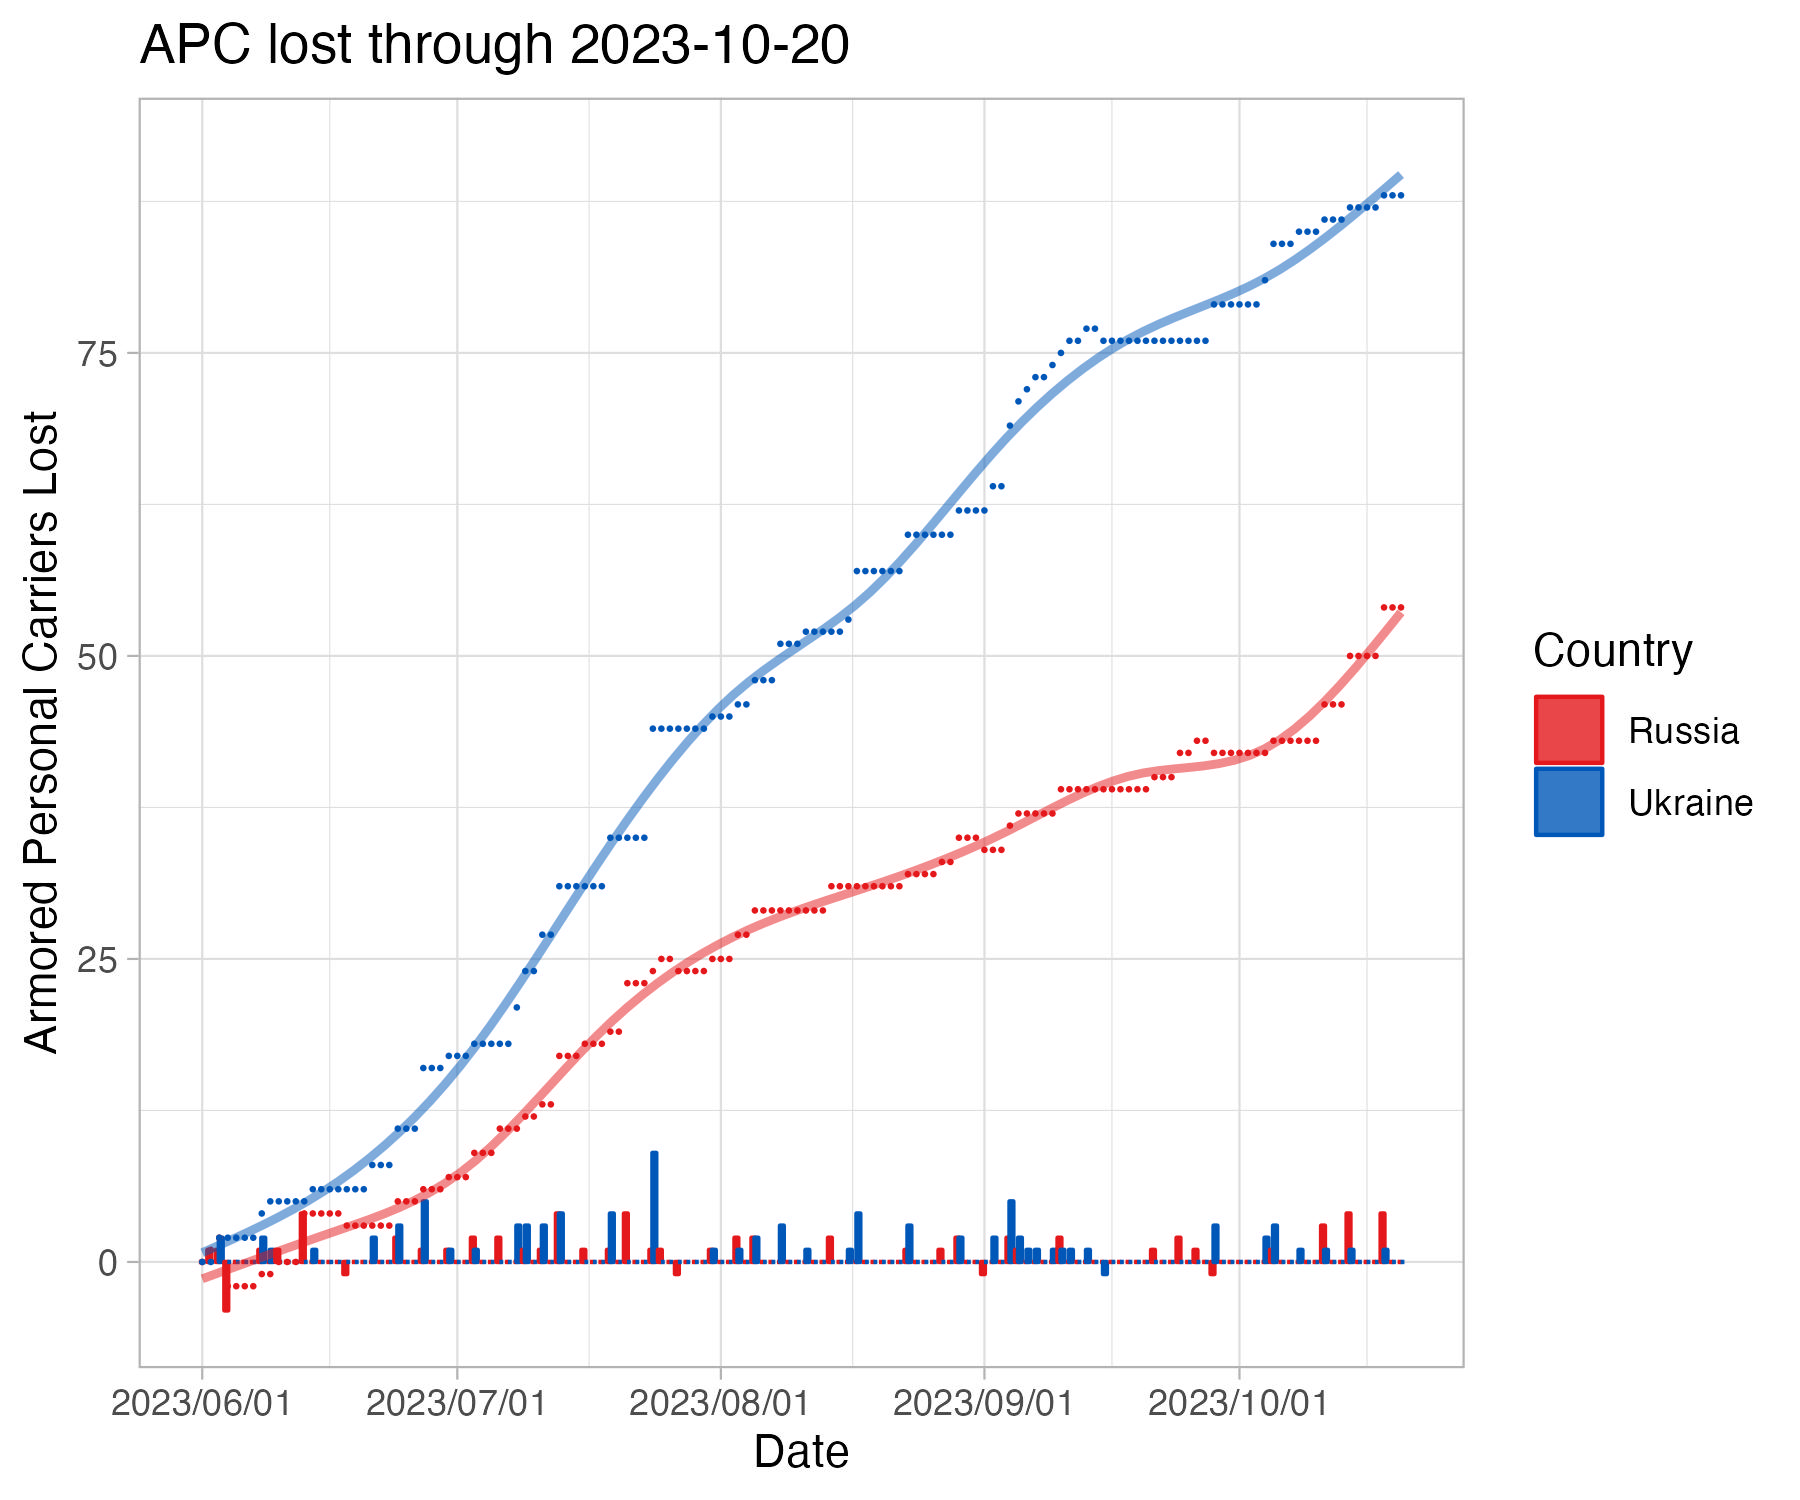 APC lost through 2023-10-20
Armored Personal Carriers Lost
75
50
25
0
2023/06/01
2023/07/01
2023/08/01
2023/09/01
2023/10/01
Date
Country
Russia
Ukraine